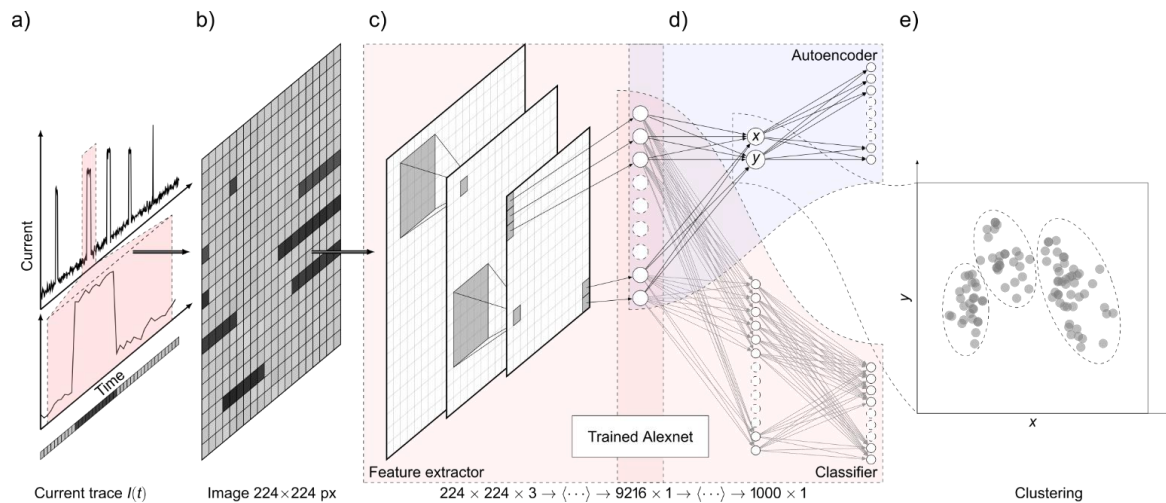 a)
b)
c)
d)
e)
Current
Time
Autoencoder
x
y
Trained Alexnet
Feature extractor
Classifier
y
x
Current trace I(t)
Image 224×224 px
224 × 224 × 3 → ⟨⋯⟩ → 9216 × 1 → ⟨⋯⟩ → 1000 × 1
Clustering